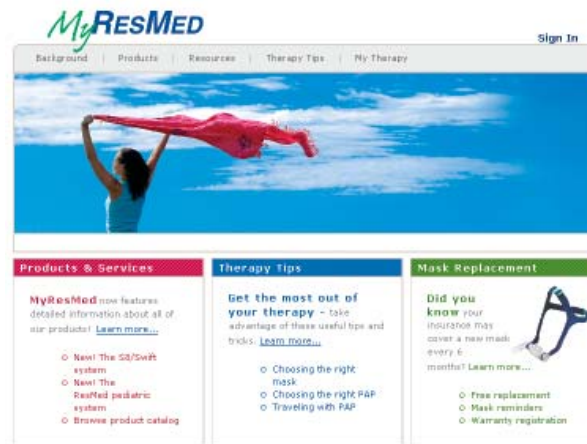 MyResMed
Sign In
Background | Products | Resources | Therapy Tips | My Therapy
Products & Services
MyResMed now features
detailed information about all of
our products! Learn more...
New! The S8/Swift
system
New! The
ResMed pediatric
system
Browse product catalog
Therapy Tips
Get the most out of
your therapy – take
advantage of these useful tips and
tricks. Learn more...
Choosing the right
mask
Choosing the right PAP
Traveling with PAP
Mask Replacement
Did you
know your
insurance may
cover a new mask
every 6
months? Learn more...
Free replacement
Mask reminders
Warranty registration